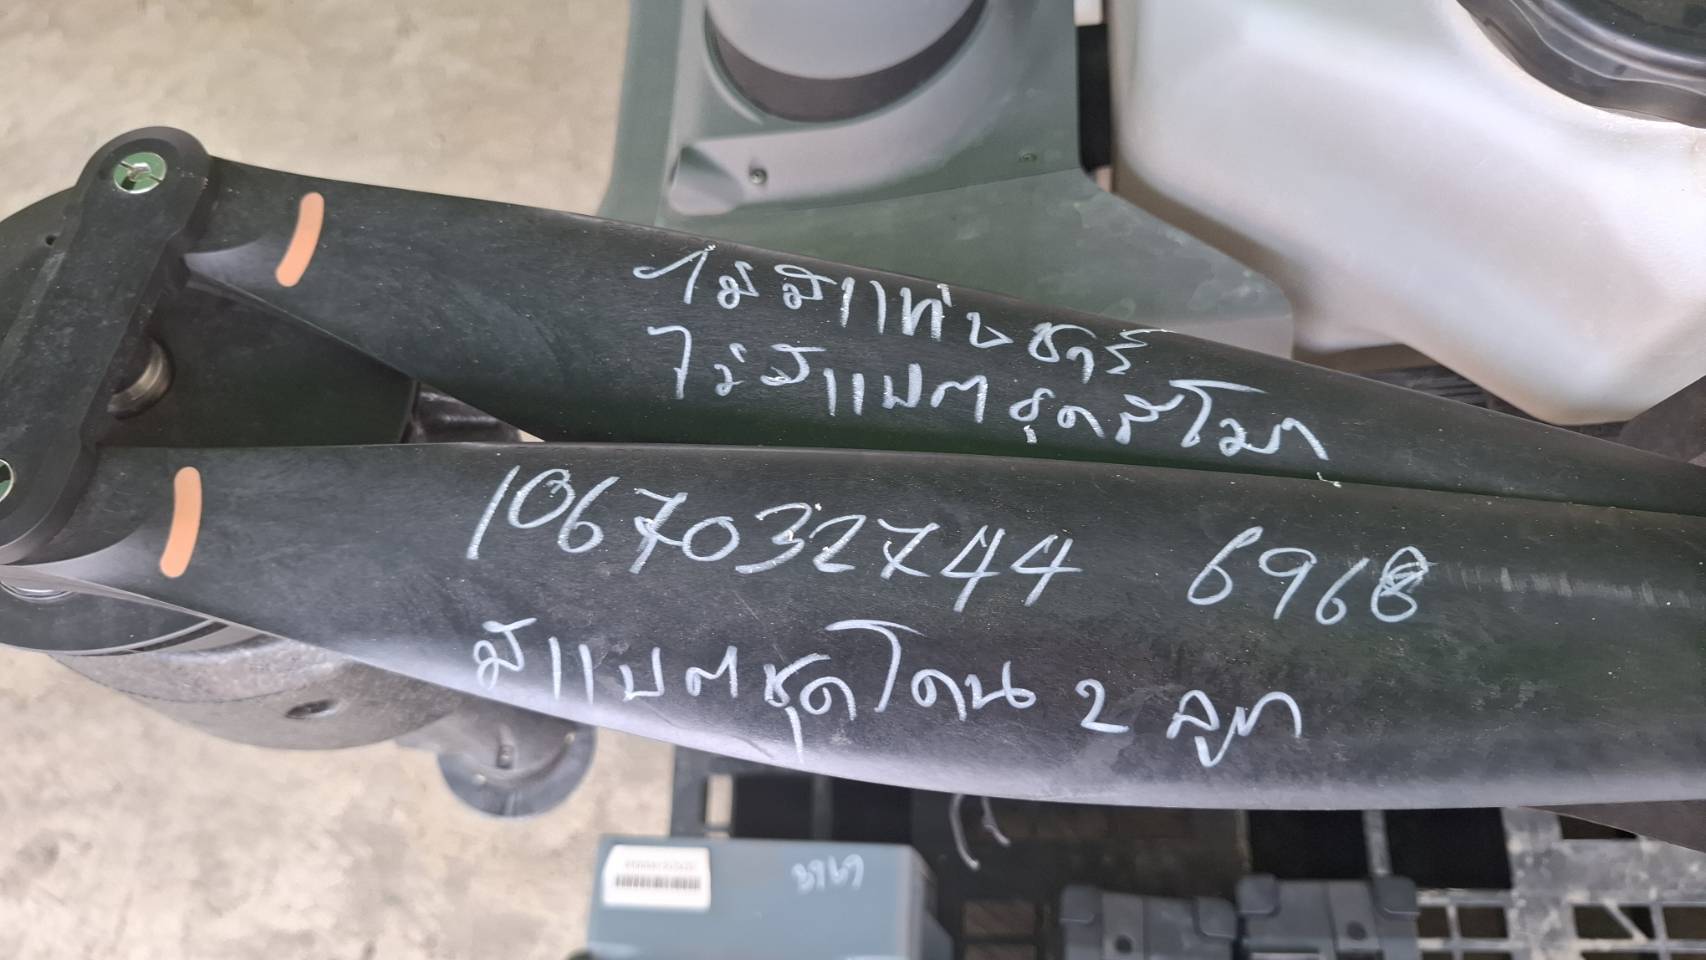 ไม่มีแท่นชาร์
ไม่มีแบตชุดรีโมท
1067032744 6968
มีแบตชุดโดน 2 ลูก
3969